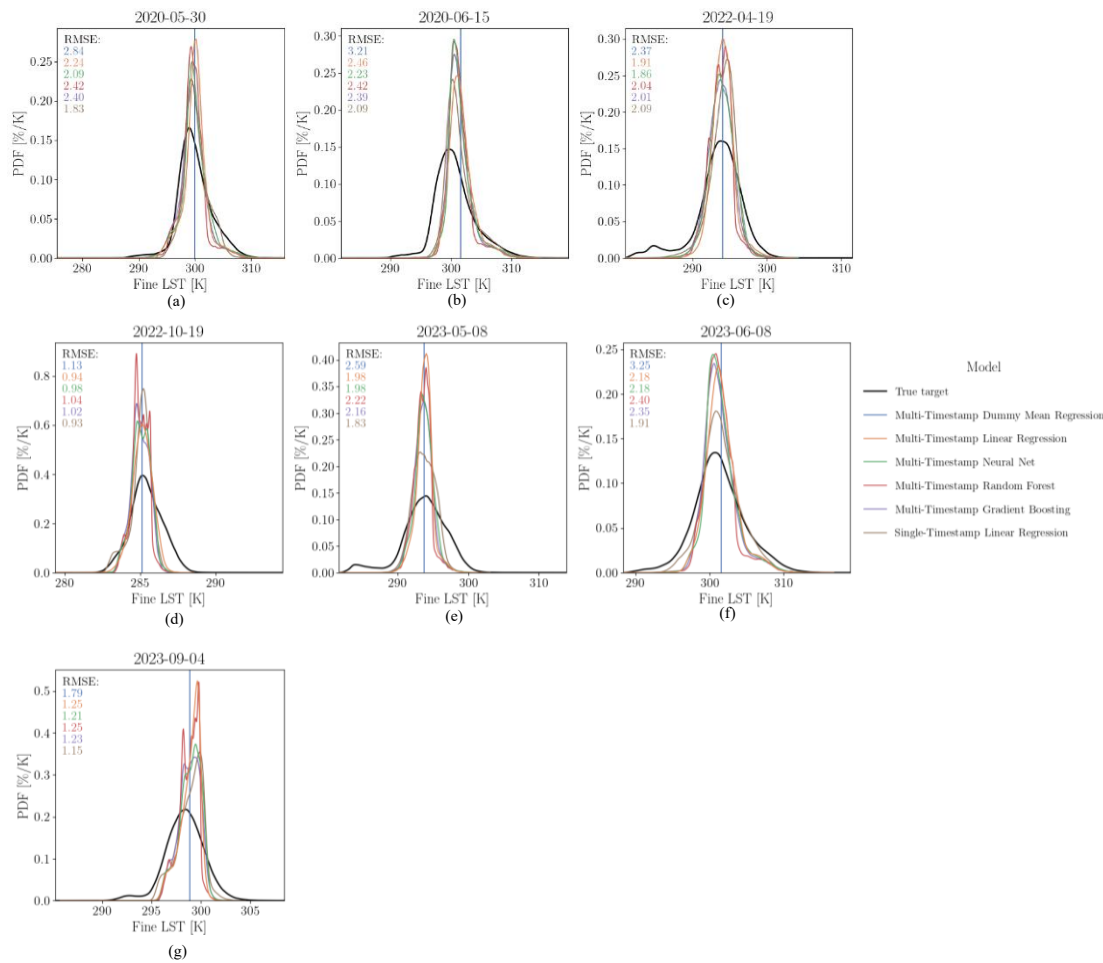 2020-05-30
RMSE:
2.84
2.24
2.09
2.42
2.40
1.83
PDF [%/K]
0.25
0.20
0.15
0.10
0.05
0.00
280 290 300 310
Fine LST [K]
(a)
2020-06-15
RMSE:
3.21
2.46
2.23
2.42
2.39
2.09
PDF [%/K]
0.30
0.25
0.20
0.15
0.10
0.05
0.00
290 300 310
Fine LST [K]
(b)
2022-04-19
RMSE:
2.37
1.91
1.86
2.04
2.01
2.09
PDF [%/K]
0.30
0.25
0.20
0.15
0.10
0.05
0.00
290 300 310
Fine LST [K]
(c)
2022-10-19
RMSE:
1.13
0.94
0.98
1.04
1.02
0.93
PDF [%/K]
0.8
0.6
0.4
0.2
0.0
280 285 290
Fine LST [K]
(d)
2023-05-08
RMSE:
2.59
1.98
1.98
2.22
2.16
1.83
PDF [%/K]
0.40
0.35
0.30
0.25
0.20
0.15
0.10
0.05
0.00
290 300 310
Fine LST [K]
(e)
2023-06-08
RMSE:
3.25
2.18
2.18
2.40
2.35
1.91
PDF [%/K]
0.25
0.20
0.15
0.10
0.05
0.00
290 300 310
Fine LST [K]
(f)
Model
True target
Multi-Timestamp Dummy Mean Regression
Multi-Timestamp Linear Regression
Multi-Timestamp Neural Net
Multi-Timestamp Random Forest
Multi-Timestamp Gradient Boosting
Single-Timestamp Linear Regression
2023-09-04
RMSE:
1.79
1.25
1.21
1.25
1.23
1.15
PDF [%/K]
0.5
0.4
0.3
0.2
0.1
0.0
290 295 300 305
Fine LST [K]
(g)